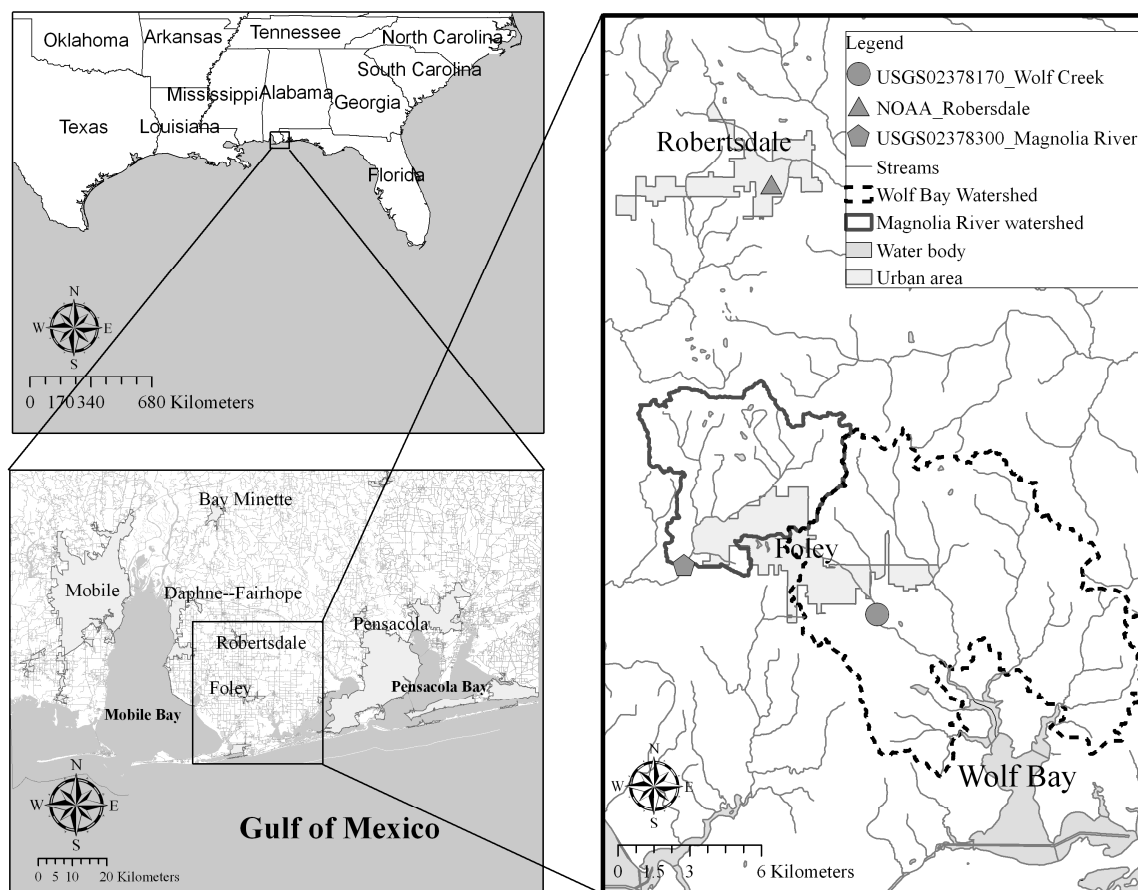 Oklahoma
Arkansas
Tennessee
North Carolina
South Carolina
Mississippi
Alabama
Georgia
Texas
Louisiana
Florida
N
W E
S
0 170 340 680 Kilometers
Bay Minette
Mobile
Daphne--Fairhope
Pensacola
Robertsdale
Foley
Pensacola Bay
Mobile Bay
N
W E
S
Gulf of Mexico
0 5 10 20 Kilometers
Legend
USGS02378170_Wolf Creek
NOAA_Robersdale
USGS02378300_Magnolia River
Streams
Wolf Bay Watershed
Magnolia River watershed
Water body
Urban area
Robertsdale
Foley
Wolf Bay
N
W E
S
0 1.5 3 6 Kilometers